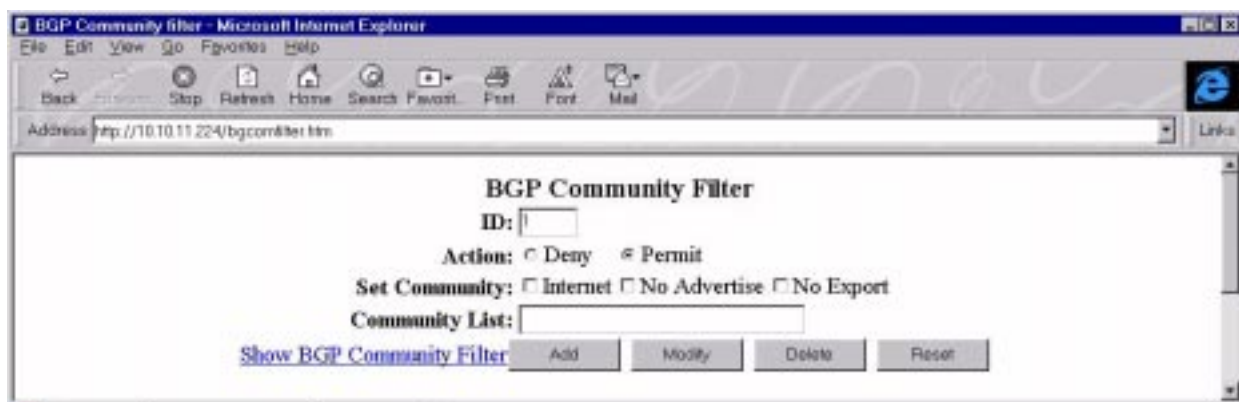 BGP Community filter - Microsoft Internet Explorer
File Edit View Go Favorites Help
Back Forward Stop Refresh Home Search Favorit.. Print Font Mail
Address http://10.10.11.224/bgcomfilter.htm Links
BGP Community Filter
ID: 1
Action: Deny Permit
Set Community: Internet No Advertise No Export
Community List:
Show BGP Community Filter Add Modify Delete Reset